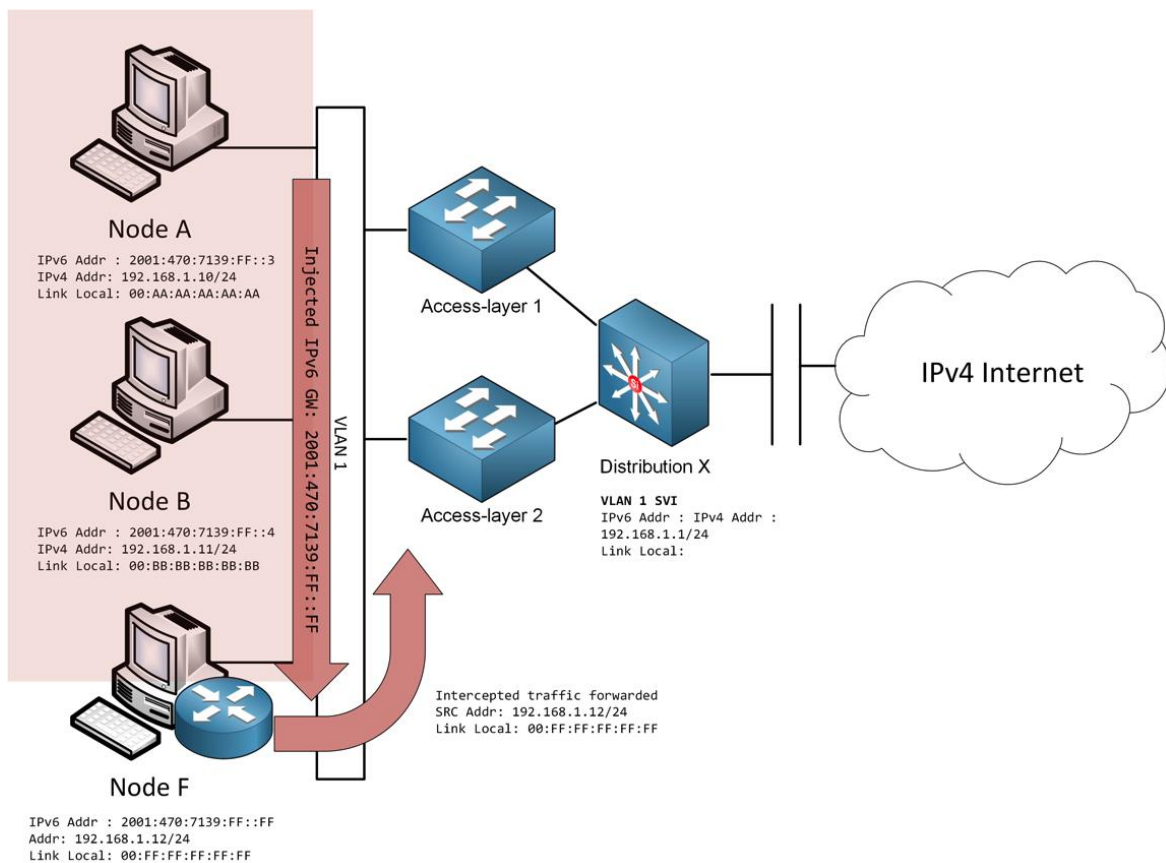 Node A
IPv6 Addr : 2001:470:7139:FF::3
IPv4 Addr: 192.168.1.10/24
Link Local: 00:AA:AA:AA:AA:AA
Node B
IPv6 Addr : 2001:470:7139:FF::4
IPv4 Addr: 192.168.1.11/24
Link Local: 00:BB:BB:BB:BB:BB
Node F
IPv6 Addr : 2001:470:7139:FF::FF
Addr: 192.168.1.12/24
Link Local: 00:FF:FF:FF:FF:FF
Injected IPv6 GW: 2001:470:7139:FF::FF
VLAN 1
Access-layer 1
Access-layer 2
Intercepted traffic forwarded
SRC Addr: 192.168.1.12/24
Link Local: 00:FF:FF:FF:FF:FF
Si
Distribution X
VLAN 1 SVI
IPv6 Addr : IPv4 Addr :
192.168.1.1/24
Link Local:
IPv4 Internet